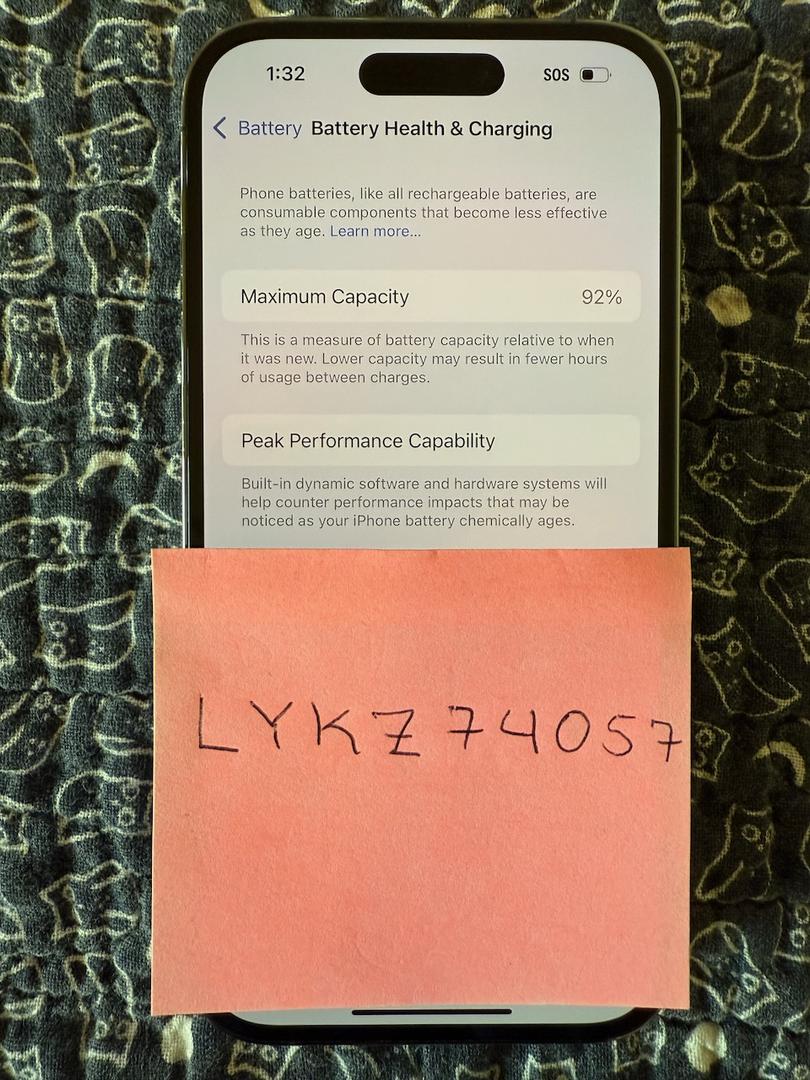 1:32 SOS
Battery Battery Health & Charging
Phone batteries, like all rechargeable batteries, are
consumable components that become less effective
as they age. Learn more...
Maximum Capacity 92%
This is a measure of battery capacity relative to when
it was new. Lower capacity may result in fewer hours
of usage between charges.
Peak Performance Capability
Built-in dynamic software and hardware systems will
help counter performance impacts that may be
noticed as your iPhone battery chemically ages.
LYKZ74057